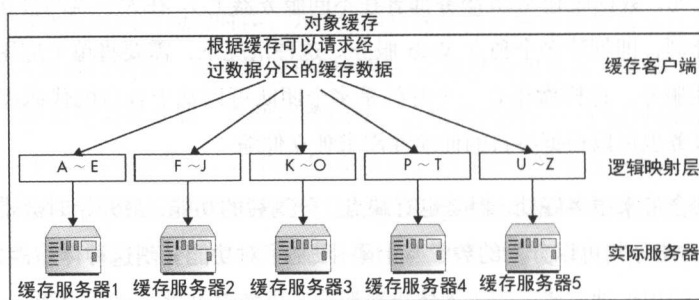 对象缓存
根据缓存可以请求经
过数据分区的缓存数据
缓存客户端
A～E
F～J
K～O
P～T
U～Z
逻辑映射层
实际服务器
缓存服务器1
缓存服务器2
缓存服务器3
缓存服务器4
缓存服务器5